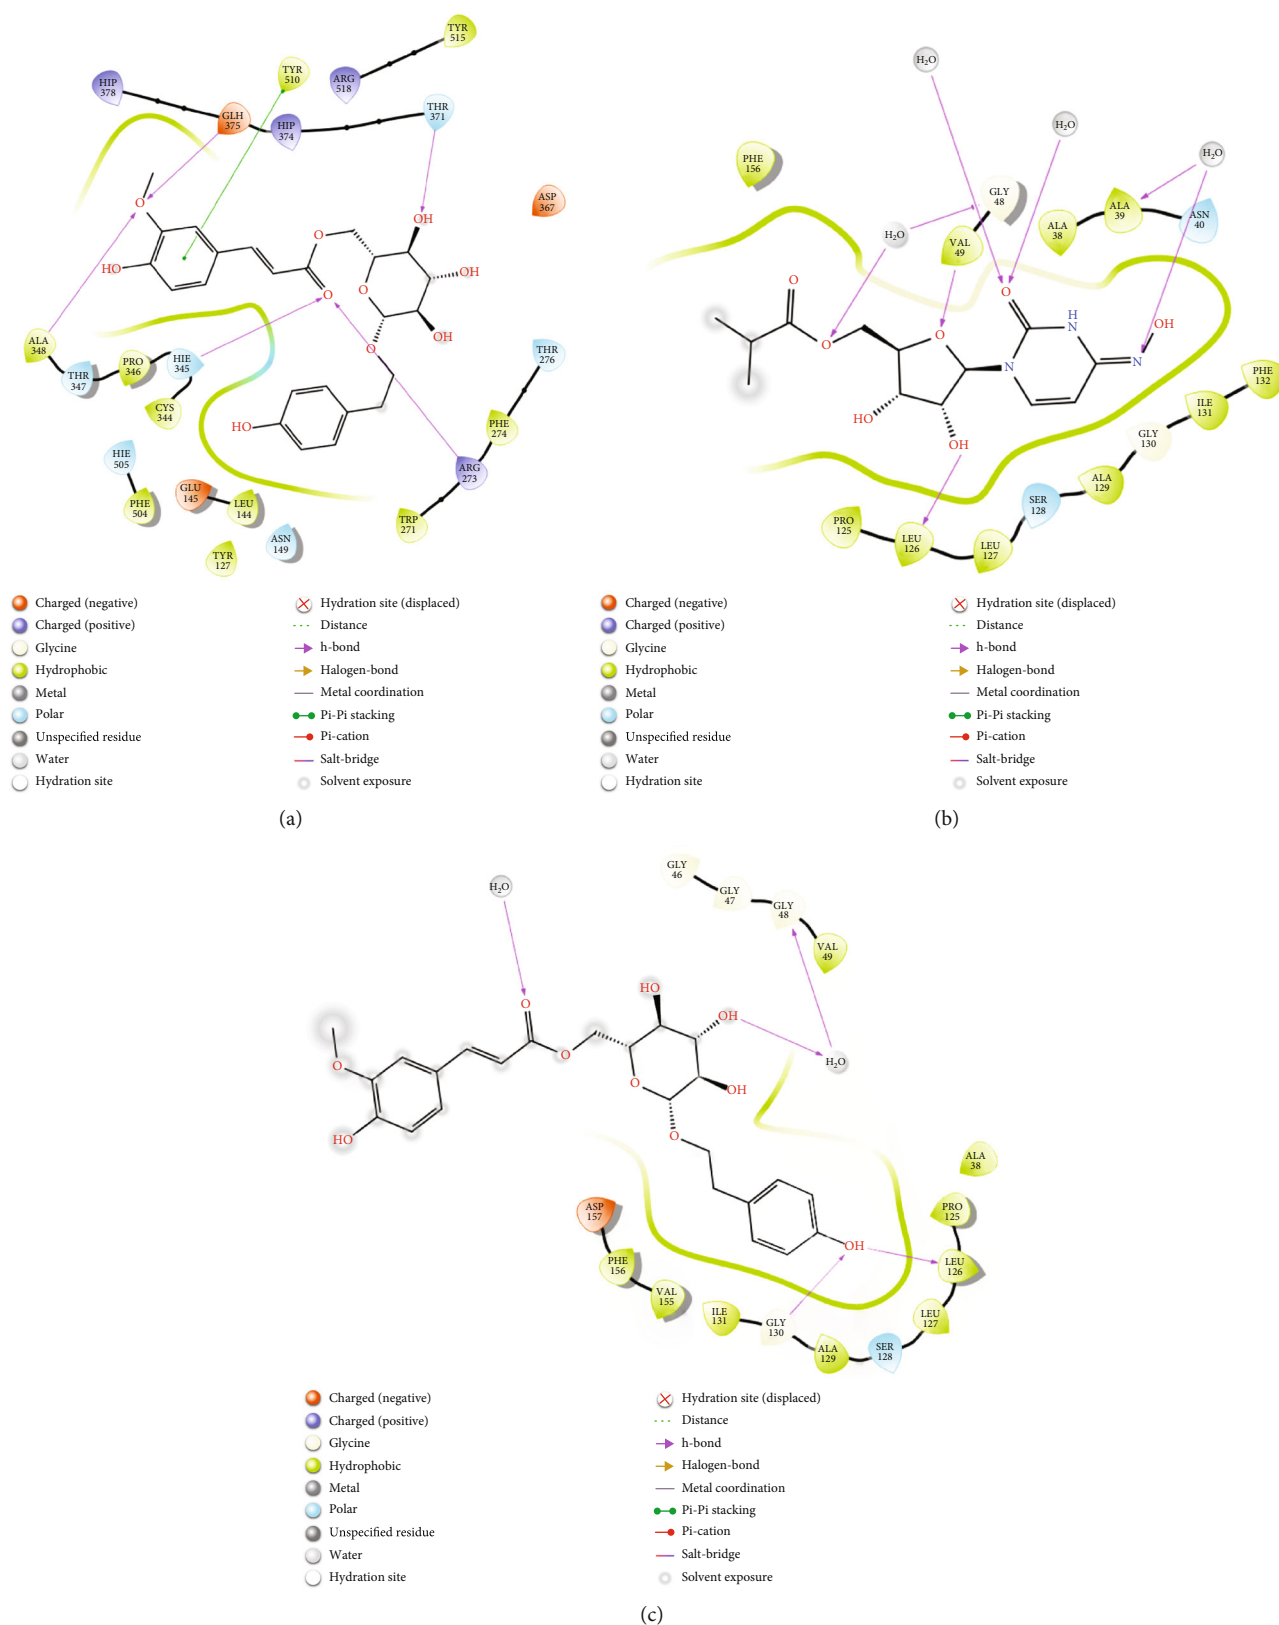 TYR
515
TYR
510
ARG
518
HIP
378
THR
371
GLH
375
HIP
374
ASP
367
O
OH
O
O
OH
HO
O
O
OH
O
ALA
348
THR
347
PRO
346
HIE
345
CYS
344
THR
276
HO
PHE
274
ARG
273
HIE
505
GLU
145
LEU
144
PHE
504
TRP
271
ASN
149
TYR
127
Charged (negative)
Charged (positive)
Glycine
Hydrophobic
Metal
Polar
Unspecified residue
Water
Hydration site
Hydration site (displaced)
Distance
h-bond
Halogen-bond
Metal coordination
Pi-Pi stacking
Pi-cation
Salt-bridge
Solvent exposure
(a)
H₂O
H₂O
H₂O
PHE
156
GLY
48
ALA
39
ASN
40
ALA
38
H₂O
VAL
49
O
O
H
N
OH
O
O
N
N
HO
OH
PHE
132
ILE
131
GLY
130
ALA
129
SER
128
PRO
125
LEU
126
LEU
127
Charged (negative)
Charged (positive)
Glycine
Hydrophobic
Metal
Polar
Unspecified residue
Water
Hydration site
Hydration site (displaced)
Distance
h-bond
Halogen-bond
Metal coordination
Pi-Pi stacking
Pi-cation
Salt-bridge
Solvent exposure
(b)
GLY
46
GLY
47
GLY
48
VAL
49
H₂O
HO
O
OH
H₂O
O
O
O
OH
HO
O
ALA
38
ASP
157
PRO
125
OH
PHE
156
LEU
126
VAL
155
ILE
131
GLY
130
LEU
127
ALA
129
SER
128
Charged (negative)
Charged (positive)
Glycine
Hydrophobic
Metal
Polar
Unspecified residue
Water
Hydration site
Hydration site (displaced)
Distance
h-bond
Halogen-bond
Metal coordination
Pi-Pi stacking
Pi-cation
Salt-bridge
Solvent exposure
(c)